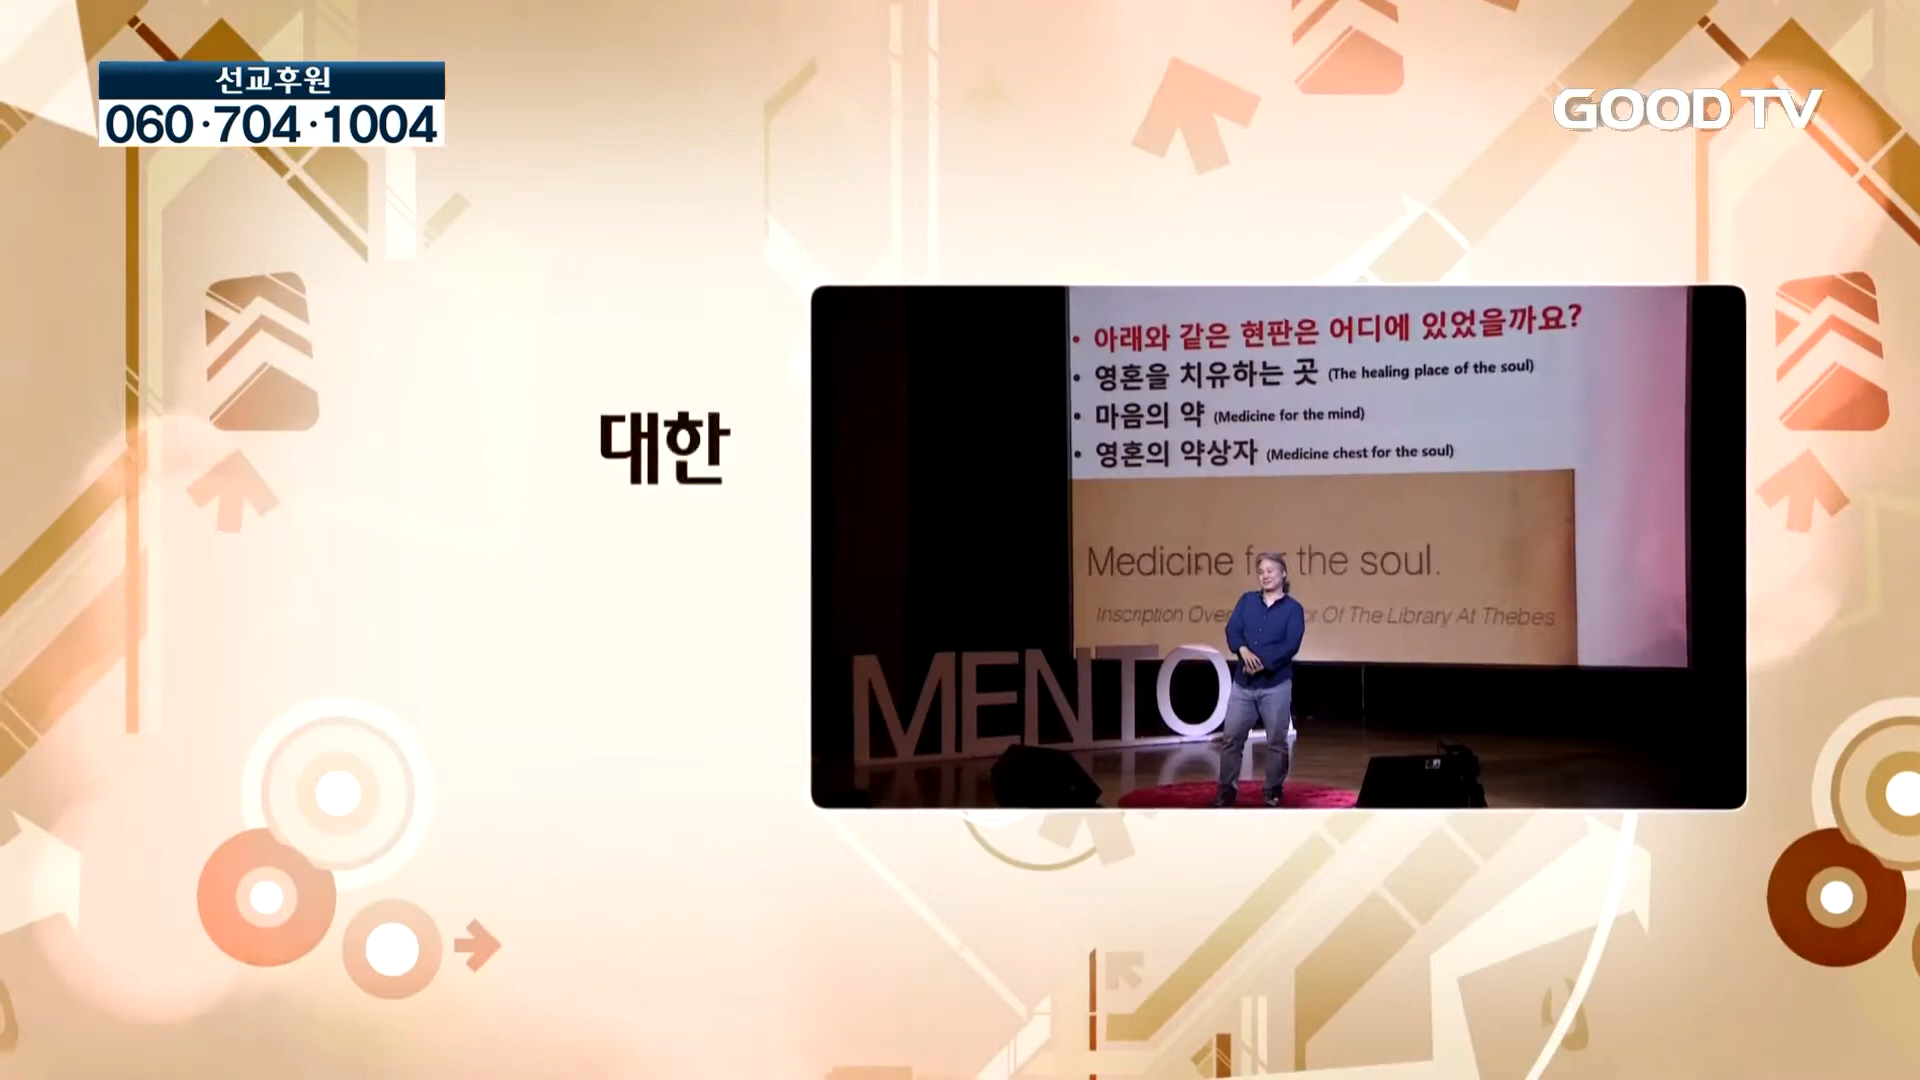 선교후원
060·704·1004
GOOD TV
대한
• 아래와 같은 현판은 어디에 있었을까요?
• 영혼을 치유하는 곳 (The healing place of the soul)
• 마음의 약 (Medicine for the mind)
• 영혼의 약상자 (Medicine chest for the soul)
Medicine for the soul.
Inscription Over Of The Library At Thebes
MENTO